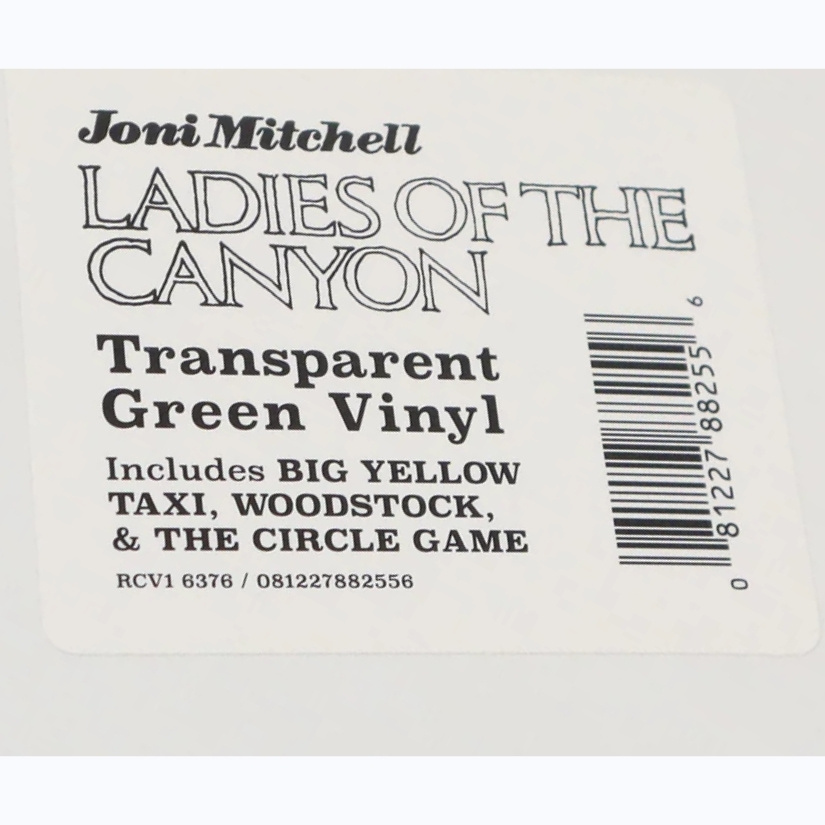 Joni Mitchell
LADIES OF THE
CANYON
Transparent
Green Vinyl
Includes BIG YELLOW
TAXI, WOODSTOCK,
& THE CIRCLE GAME
RCV1 6376 / 081227882556
0 81227 88255 6